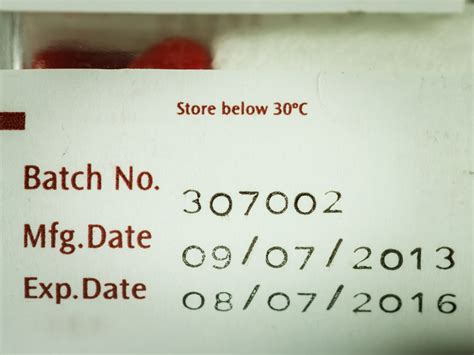 Store below 30°C
Batch No. 307002
Mfg.Date 09/07/2013
Exp.Date 08/07/2016